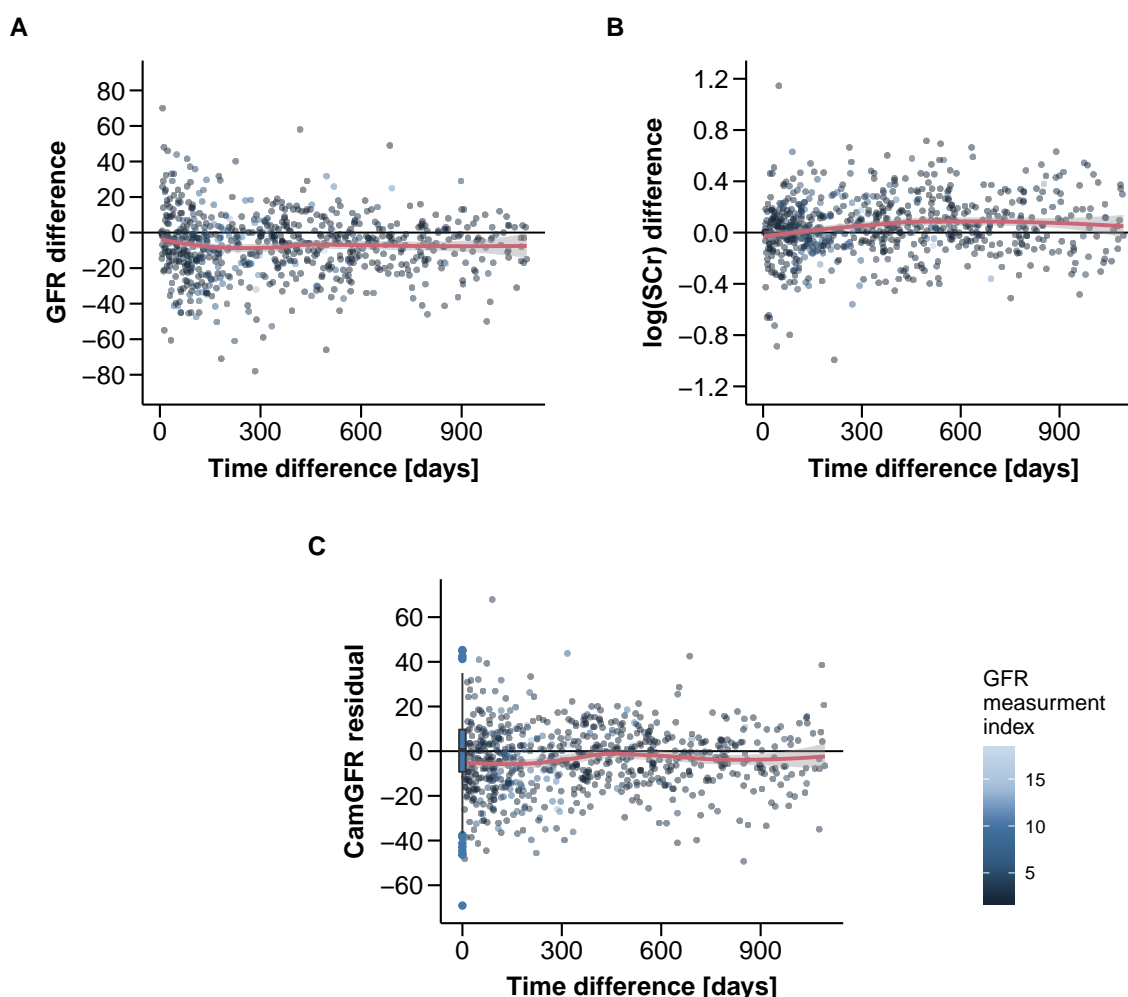 A
GFR difference
80
60
40
20
0
−20
−40
−60
−80
0 300 600 900
Time difference [days]
B
log(SCr) difference
1.2
0.8
0.4
0.0
−0.4
−0.8
−1.2
0 300 600 900
Time difference [days]
C
CamGFR residual
60
40
20
0
−20
−40
−60
0 300 600 900
Time difference [days]
GFR
measurment
index
15
10
5